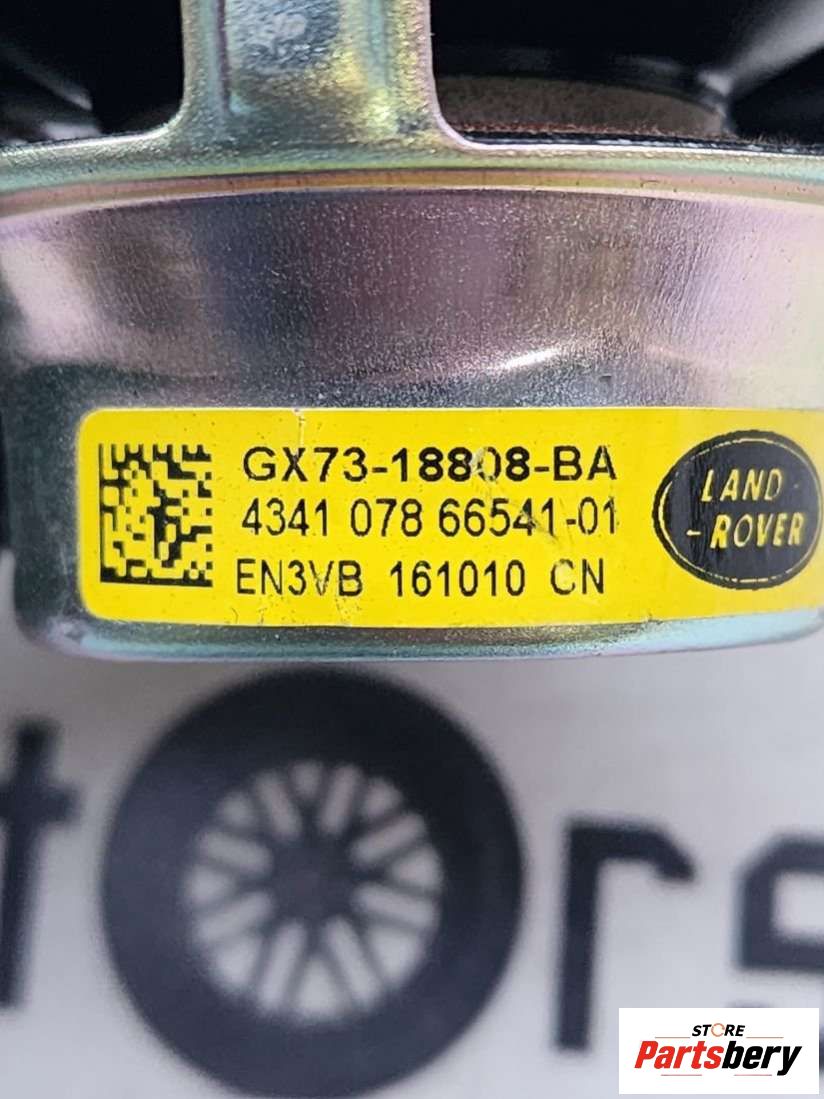 GX73-18808-BA
4341 078 66541-01
EN3VB 161010 CN
LAND -
- ROVER
STORE
Partsbery